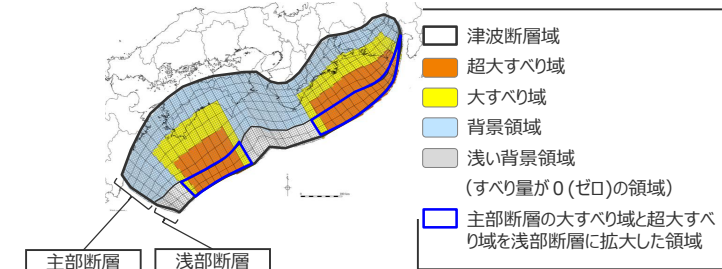 津波断層域
超大すべり域
大すべり域
背景領域
浅い背景領域
(すべり量が0(ゼロ)の領域)
主部断層の大すべり域と超大すべ
り域を浅部断層に拡大した領域
主部断層
浅部断層